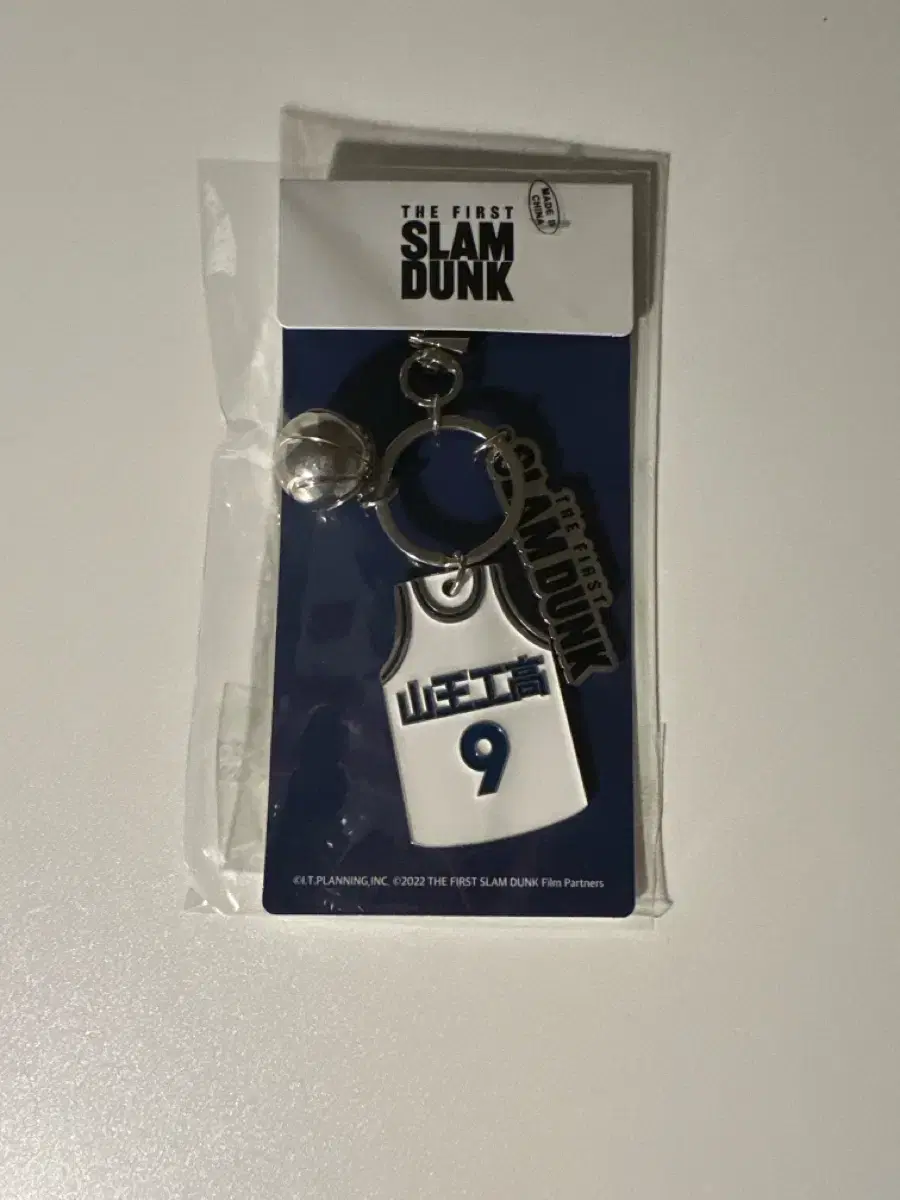 THE FIRST
SLAM
DUNK
MADE IN
CHINA
THE FIRST
SLAM DUNK
山王工高
9
©I.T.PLANNING,INC. ©2022 THE FIRST SLAM DUNK Film Partners